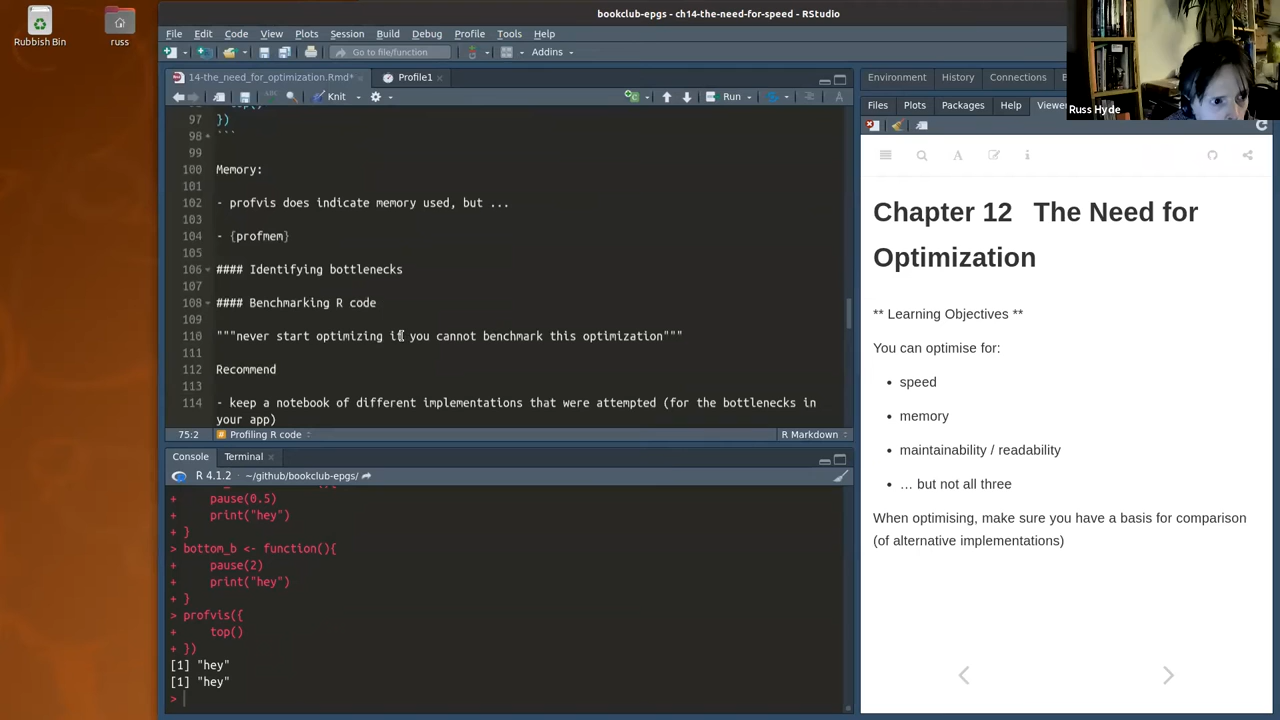 bookclub-epgs - ch14-the-need-for-speed - RStudio
Rubbish Bin
russ
File Edit Code View Plots Session Build Debug Profile Tools Help
Go to file/function
Addins
14-the_need_for_optimization.Rmd* Profile1
Knit Run
97 })
98 ```
99
100 Memory:
101
102 - profvis does indicate memory used, but ...
103
104 - {profmem}
105
106 #### Identifying bottlenecks
107
108 #### Benchmarking R code
109
110 """never start optimizing if you cannot benchmark this optimization"""
111
112 Recommend
113
114 - keep a notebook of different implementations that were attempted (for the bottlenecks in
your app)
75:2 # Profiling R code R Markdown
Console Terminal
R 4.1.2 · ~/github/bookclub-epgs/
+ pause(0.5)
+ print("hey")
+ }
> bottom_b <- function(){
+ pause(2)
+ print("hey")
+ }
> profvis({
+ top()
+ })
[1] "hey"
[1] "hey"
>
Environment History Connections
Files Plots Packages Help Viewer
Russ Hyde
Chapter 12 The Need for
Optimization
** Learning Objectives **
You can optimise for:
• speed
• memory
• maintainability / readability
• … but not all three
When optimising, make sure you have a basis for comparison
(of alternative implementations)